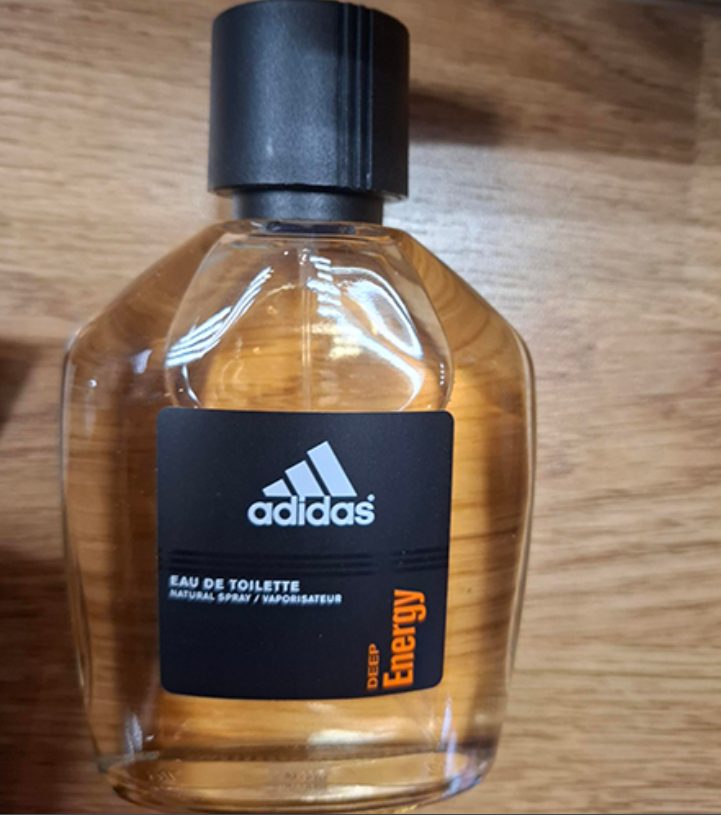 adidas®
EAU DE TOILETTE
NATURAL SPRAY / VAPORISATEUR
DEEP
Energy